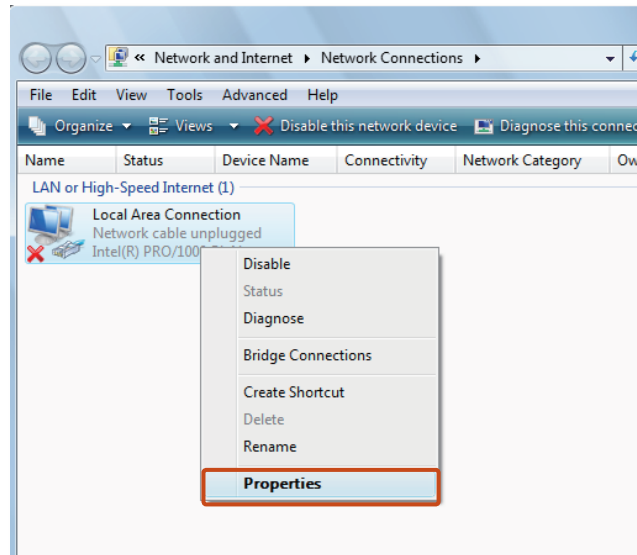 « Network and Internet ▸ Network Connections ▸
File Edit View Tools Advanced Help
Organize Views Disable this network device Diagnose this connec
Name Status Device Name Connectivity Network Category Ow
LAN or High-Speed Internet (1)
Local Area Connection
Network cable unplugged
Intel(R) PRO/100
Disable
Status
Diagnose
Bridge Connections
Create Shortcut
Delete
Rename
Properties